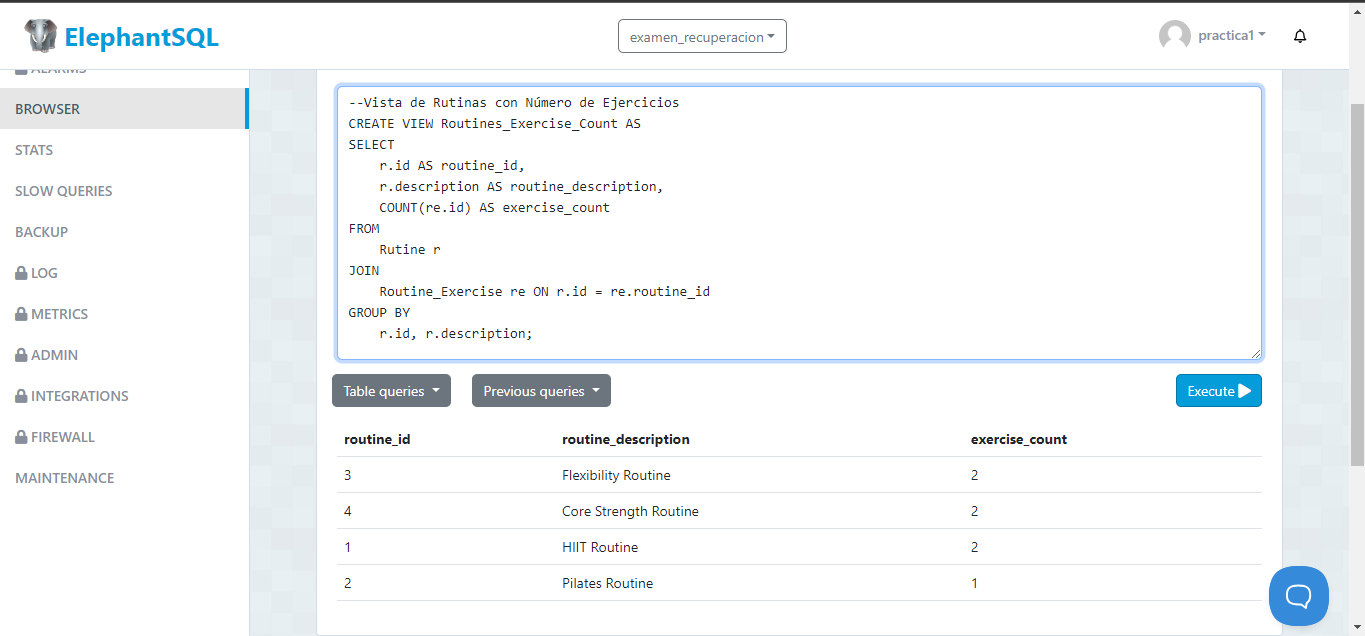 ElephantSQL
examen_recuperacion
practica1
ALARMS
BROWSER
STATS
SLOW QUERIES
BACKUP
LOG
METRICS
ADMIN
INTEGRATIONS
FIREWALL
MAINTENANCE
--Vista de Rutinas con Número de Ejercicios
CREATE VIEW Routines_Exercise_Count AS
SELECT
    r.id AS routine_id,
    r.description AS routine_description,
    COUNT(re.id) AS exercise_count
FROM
    Rutine r
JOIN
    Routine_Exercise re ON r.id = re.routine_id
GROUP BY
    r.id, r.description;
Table queries
Previous queries
Execute
routine_id routine_description exercise_count
3 Flexibility Routine 2
4 Core Strength Routine 2
1 HIIT Routine 2
2 Pilates Routine 1